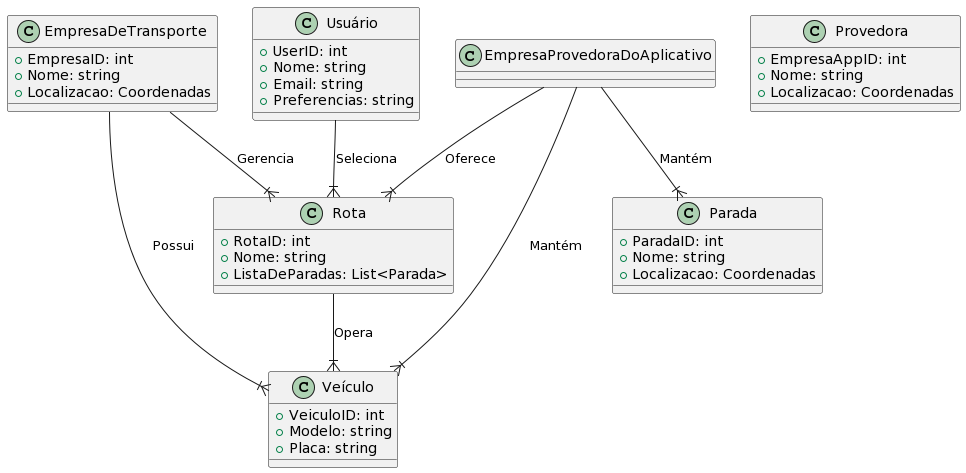 C EmpresaDeTransporte
EmpresaID: int
Nome: string
Localizacao: Coordenadas
C Usuário
UserID: int
Nome: string
Email: string
Preferencias: string
C EmpresaProvedoraDoAplicativo
C Provedora
EmpresaAppID: int
Nome: string
Localizacao: Coordenadas
Gerencia
Seleciona
Oferece
Mantém
C Rota
RotaID: int
Nome: string
ListaDeParadas: List<Parada>
C Parada
ParadaID: int
Nome: string
Localizacao: Coordenadas
Possui
Mantém
Opera
C Veículo
VeiculoID: int
Modelo: string
Placa: string